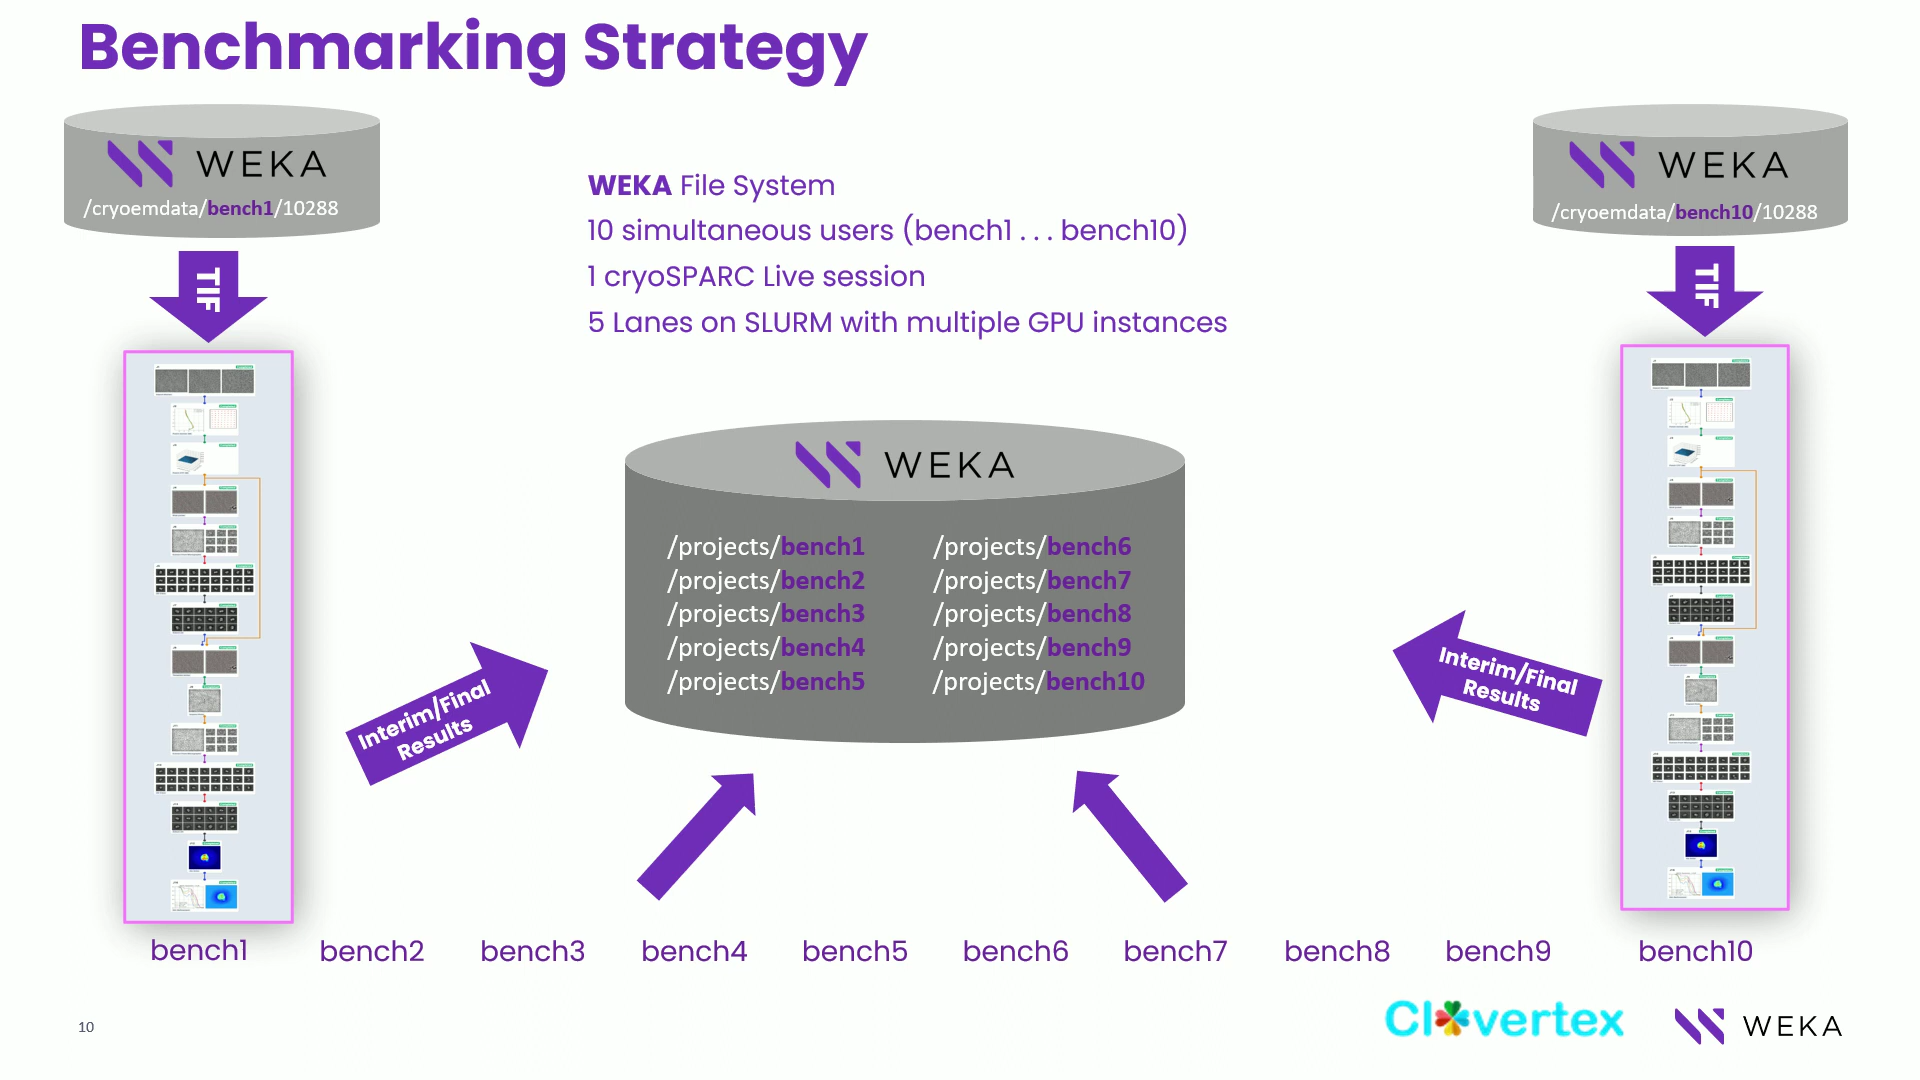 Benchmarking Strategy
WEKA
/cryoemdata/bench1/10288
WEKA
/cryoemdata/bench10/10288
WEKA File System
10 simultaneous users (bench1 . . . bench10)
1 cryoSPARC Live session
5 Lanes on SLURM with multiple GPU instances
TIF
TIF
WEKA
/projects/bench1
/projects/bench2
/projects/bench3
/projects/bench4
/projects/bench5
/projects/bench6
/projects/bench7
/projects/bench8
/projects/bench9
/projects/bench10
Interim/Final
Results
Interim/Final
Results
bench1 bench2 bench3 bench4 bench5 bench6 bench7 bench8 bench9 bench10
10
Clovertex
WEKA